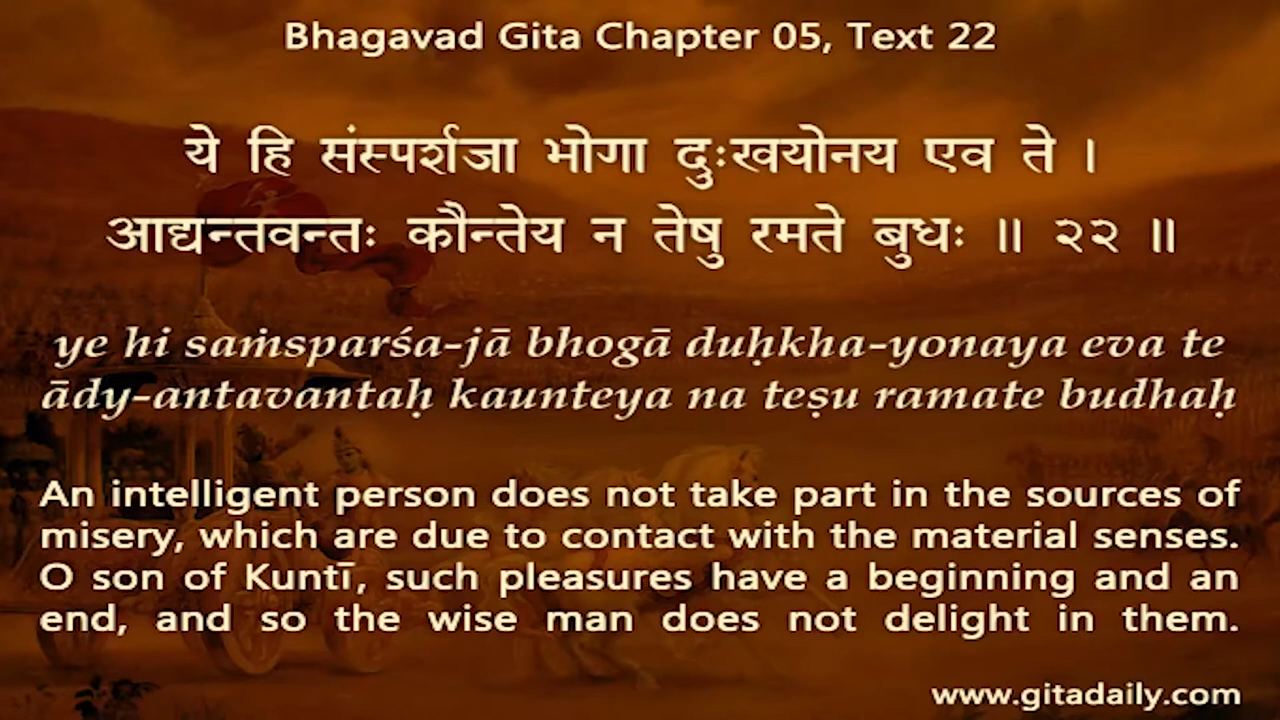 Bhagavad Gita Chapter 05, Text 22
ये हि संस्पर्शजा भोगा दुःखयोनय एव ते ।
आद्यन्तवन्तः कौन्तेय न तेषु रमते बुधः ॥ २२ ॥
ye hi saṁsparśa-jā bhogā duḥkha-yonaya eva te
ādy-antavantaḥ kaunteya na teṣu ramate budhaḥ
An intelligent person does not take part in the sources of
misery, which are due to contact with the material senses.
O son of Kuntī, such pleasures have a beginning and an
end, and so the wise man does not delight in them.
www.gitadaily.com